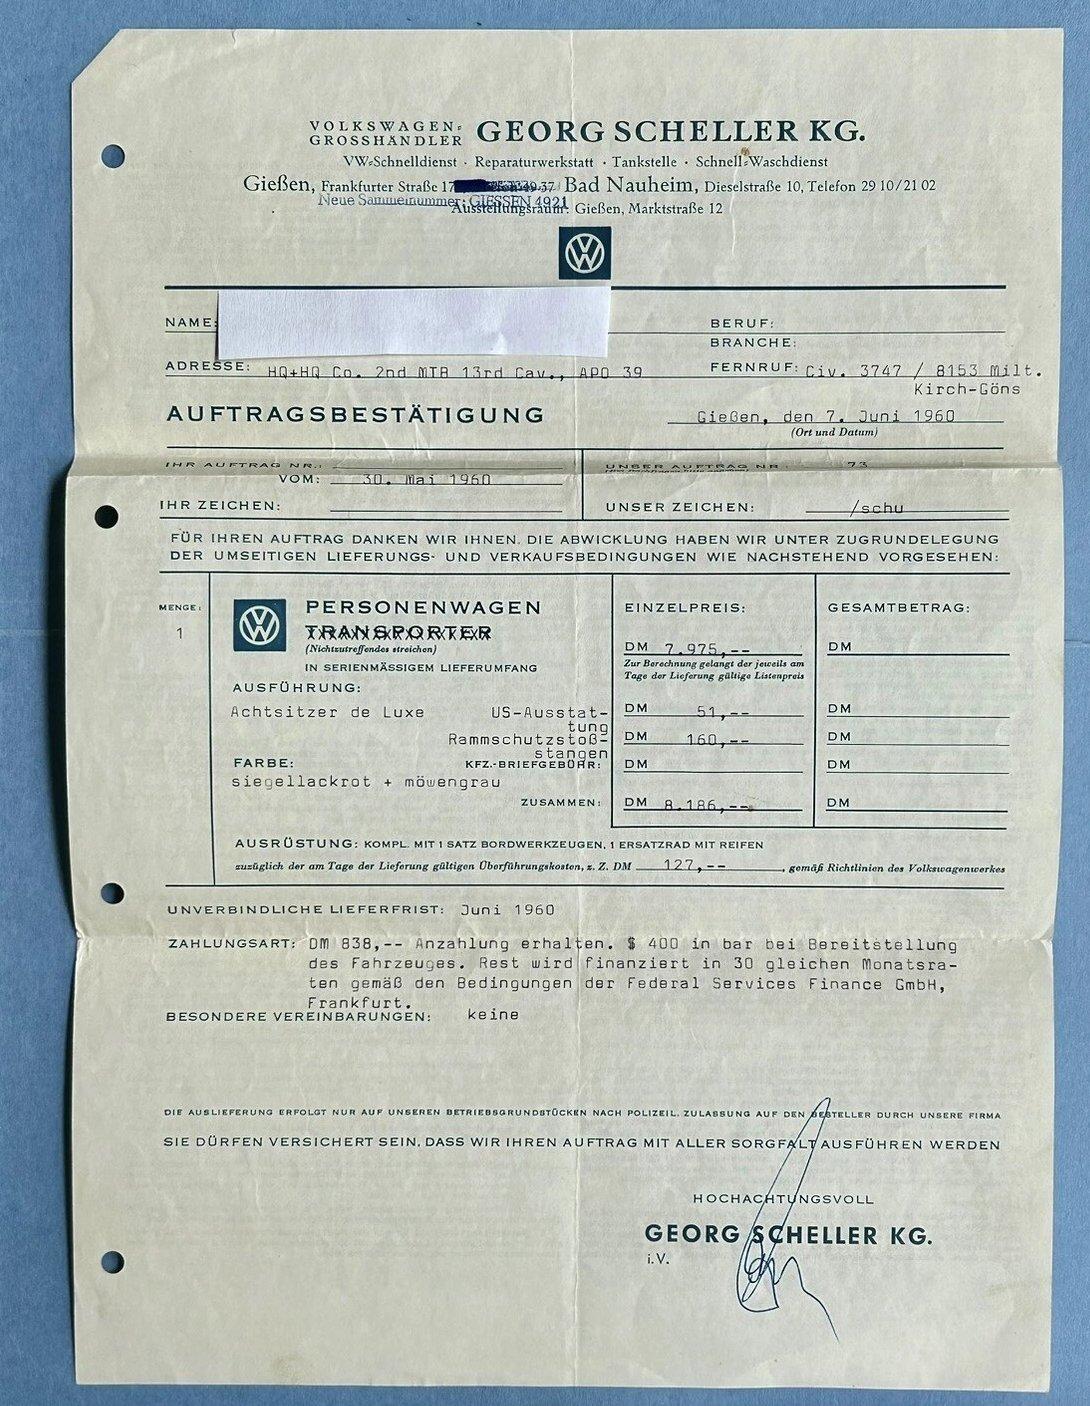 VOLKSWAGEN-
GROSSHÄNDLER GEORG SCHELLER KG.
VW-Schnelldienst · Reparaturwerkstatt · Tankstelle · Schnell-Waschdienst
Gießen, Frankfurter Straße 17 Bad Nauheim, Dieselstraße 10, Telefon 29 10/21 02
Neue Sammelnummer: GIESSEN 4921
Ausstellungsraum: Gießen, Marktstraße 12
NAME:
BERUF:
BRANCHE:
ADRESSE: HQ+HQ Co. 2nd MTB 13rd Cav., APO 39
FERNRUF: Civ. 3747 / 8153 Milt.
Kirch-Göns
AUFTRAGSBESTÄTIGUNG
Gießen, den 7. Juni 1960
(Ort und Datum)
IHR AUFTRAG NR.:
UNSER AUFTRAG NR 73
VOM: 30. Mai 1960
IHR ZEICHEN:
UNSER ZEICHEN: /schu
FÜR IHREN AUFTRAG DANKEN WIR IHNEN. DIE ABWICKLUNG HABEN WIR UNTER ZUGRUNDELEGUNG
DER UMSEITIGEN LIEFERUNGS- UND VERKAUFSBEDINGUNGEN WIE NACHSTEHEND VORGESEHEN:
MENGE:
1
PERSONENWAGEN
TRANSPORTER
(Nichtzutreffendes streichen)
IN SERIENMÄSSIGEM LIEFERUMFANG
EINZELPREIS:
GESAMTBETRAG:
DM 7.975,--
DM
Zur Berechnung gelangt der jeweils am
Tage der Lieferung gültige Listenpreis
AUSFÜHRUNG:
Achtsitzer de Luxe US-Ausstat-
tung
DM 51,--
DM
Rammschutzstoß-
stangen
DM 160,--
DM
FARBE:
KFZ.-BRIEFGEBÜHR:
DM
DM
siegellackrot + möwengrau
ZUSAMMEN:
DM 8.186,--
DM
AUSRÜSTUNG: KOMPL. MIT 1 SATZ BORDWERKZEUGEN, 1 ERSATZRAD MIT REIFEN
zuzüglich der am Tage der Lieferung gültigen Überführungskosten, z. Z. DM 127,-- , gemäß Richtlinien des Volkswagenwerkes
UNVERBINDLICHE LIEFERFRIST: Juni 1960
ZAHLUNGSART: DM 838,-- Anzahlung erhalten. $ 400 in bar bei Bereitstellung
des Fahrzeuges. Rest wird finanziert in 30 gleichen Monatsra-
ten gemäß den Bedingungen der Federal Services Finance GmbH,
Frankfurt.
BESONDERE VEREINBARUNGEN: keine
DIE AUSLIEFERUNG ERFOLGT NUR AUF UNSEREN BETRIEBSGRUNDSTÜCKEN NACH POLIZEIL. ZULASSUNG AUF DEN BESTELLER DURCH UNSERE FIRMA
SIE DÜRFEN VERSICHERT SEIN, DASS WIR IHREN AUFTRAG MIT ALLER SORGFALT AUSFÜHREN WERDEN
HOCHACHTUNGSVOLL
GEORG SCHELLER KG.
i.V.